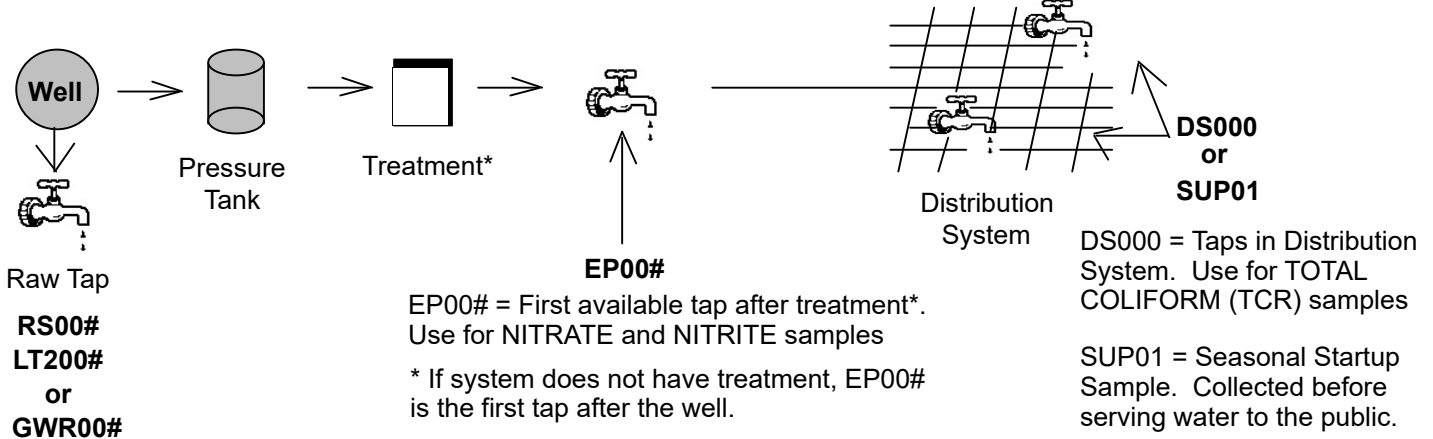 Well
Pressure
Tank
Treatment*
Raw Tap
RS00#
LT200#
or
GWR00#
EP00#
EP00# = First available tap after treatment*.
Use for NITRATE and NITRITE samples
* If system does not have treatment, EP00#
is the first tap after the well.
Distribution
System
DS000
or
SUP01
DS000 = Taps in Distribution
System. Use for TOTAL
COLIFORM (TCR) samples
SUP01 = Seasonal Startup
Sample. Collected before
serving water to the public.